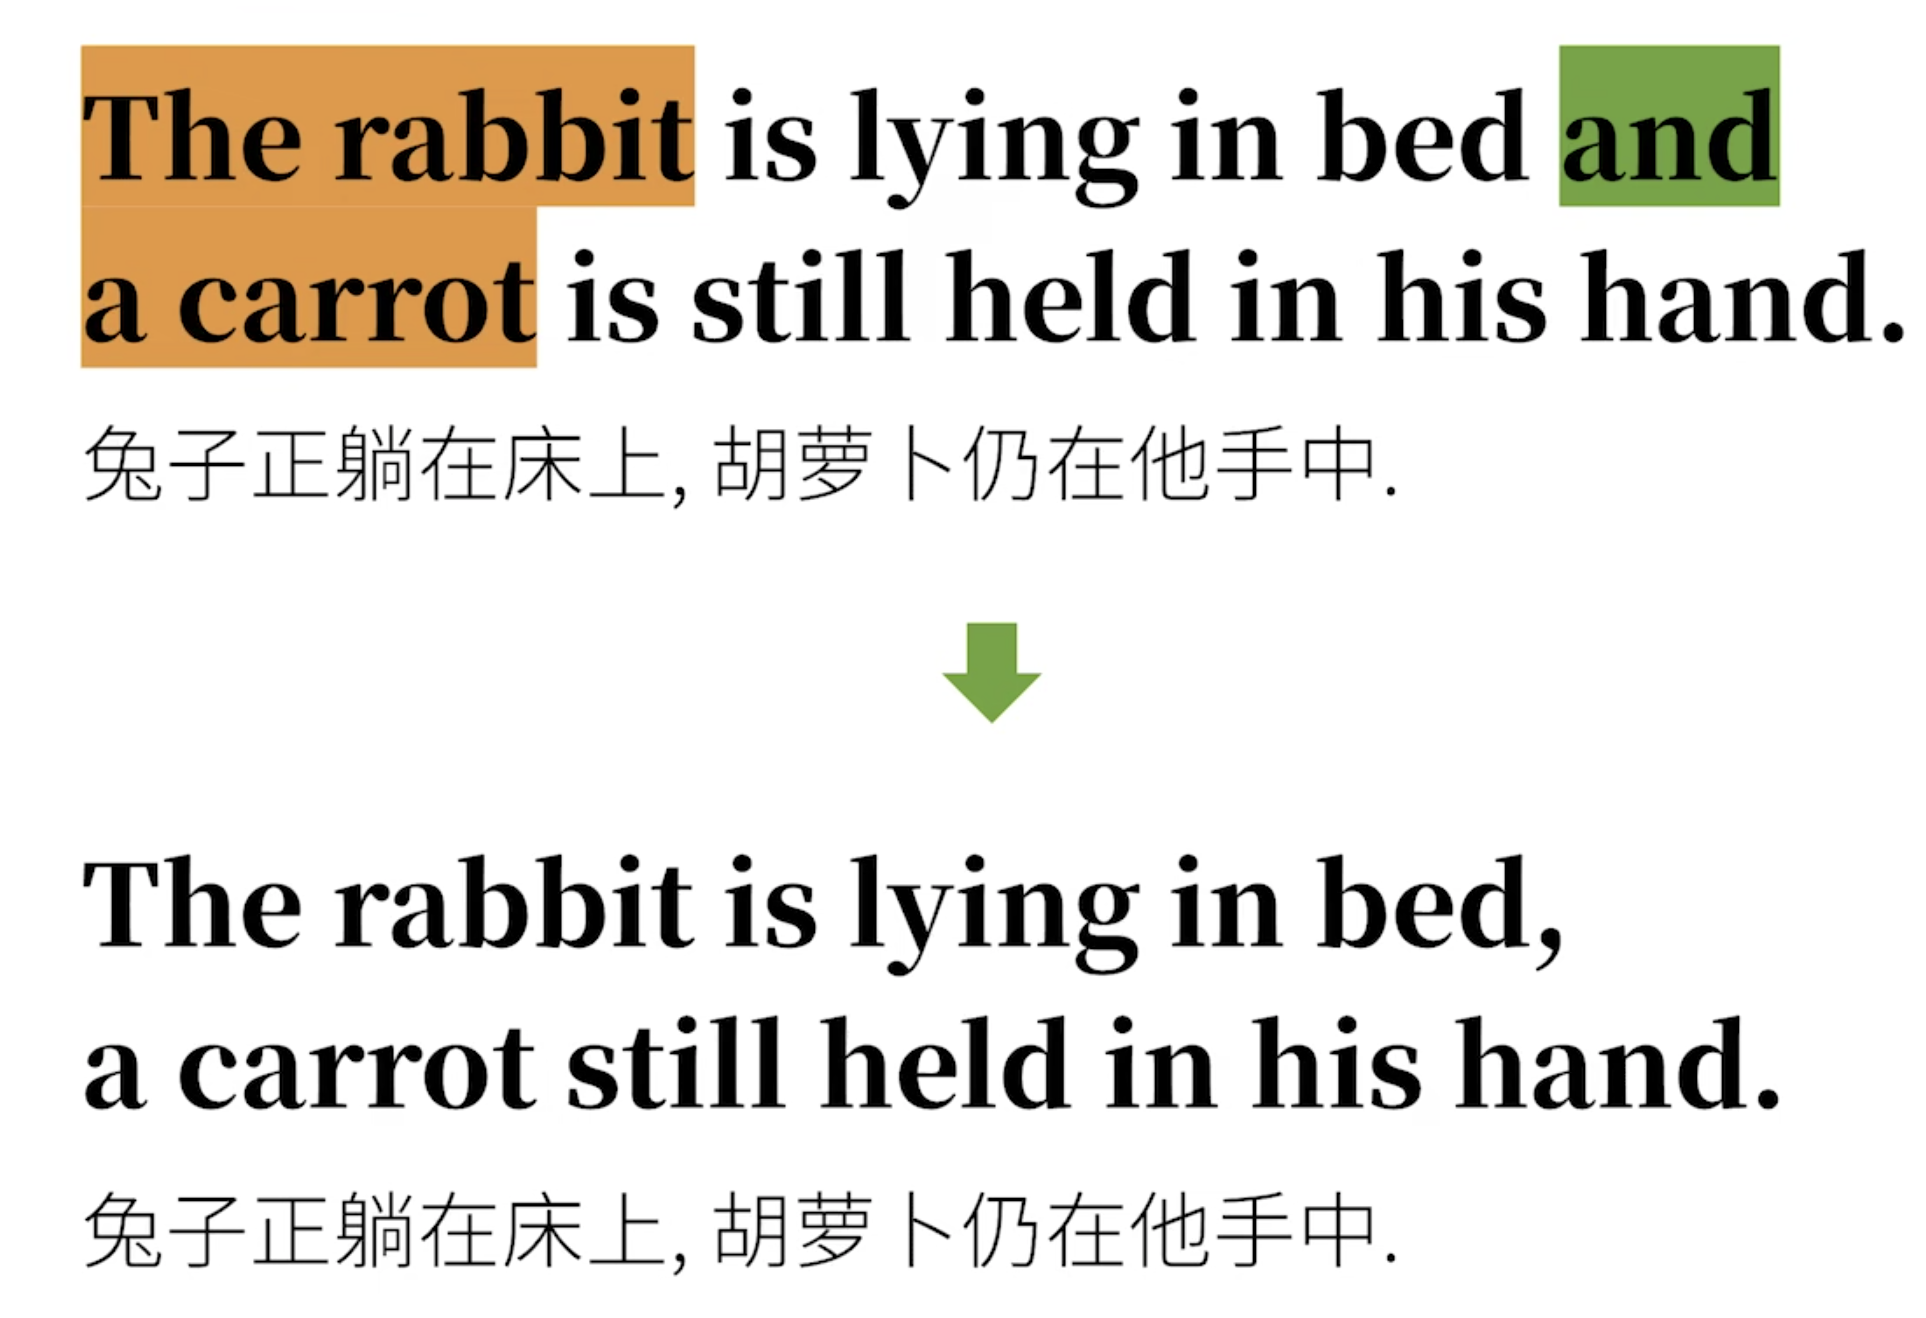 The rabbit is lying in bed and
a carrot is still held in his hand.
兔子正躺在床上, 胡萝卜仍在他手中.
The rabbit is lying in bed,
a carrot still held in his hand.
兔子正躺在床上, 胡萝卜仍在他手中.